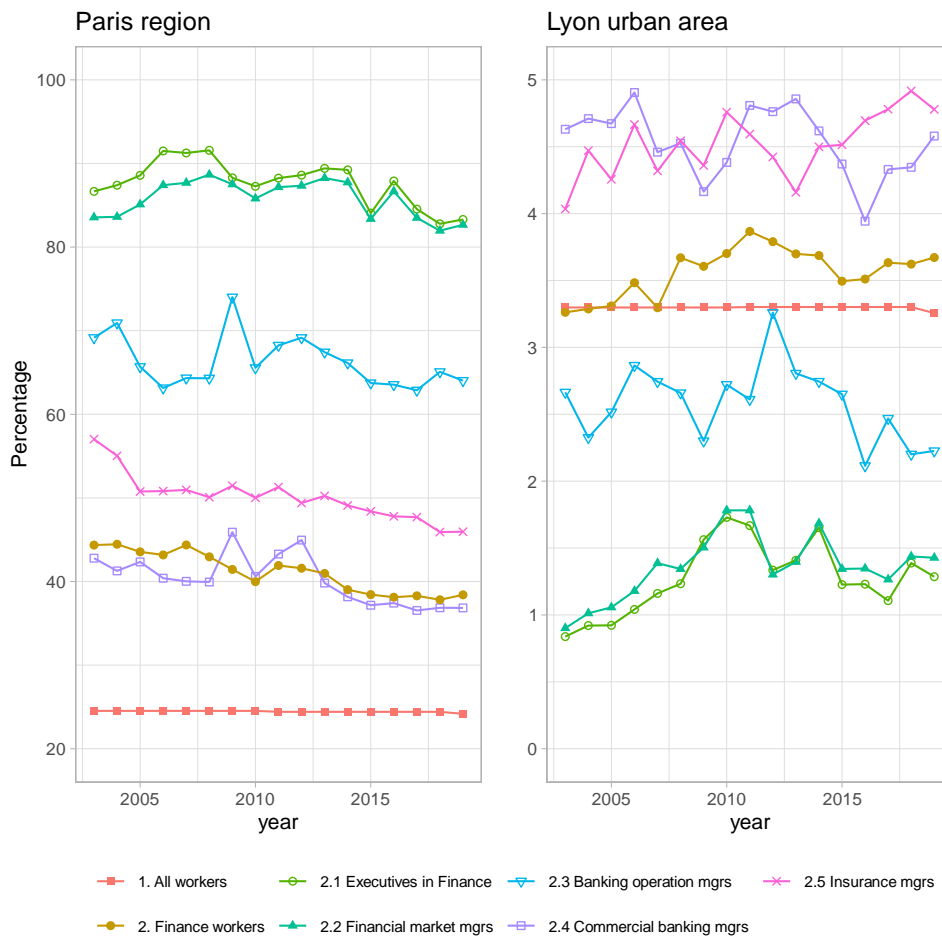 Paris region
Lyon urban area
Percentage
100
80
60
40
20
2005 2010 2015
year
5
4
3
2
1
0
2005 2010 2015
year
1. All workers 2.1 Executives in Finance 2.3 Banking operation mgrs 2.5 Insurance mgrs
2. Finance workers 2.2 Financial market mgrs 2.4 Commercial banking mgrs